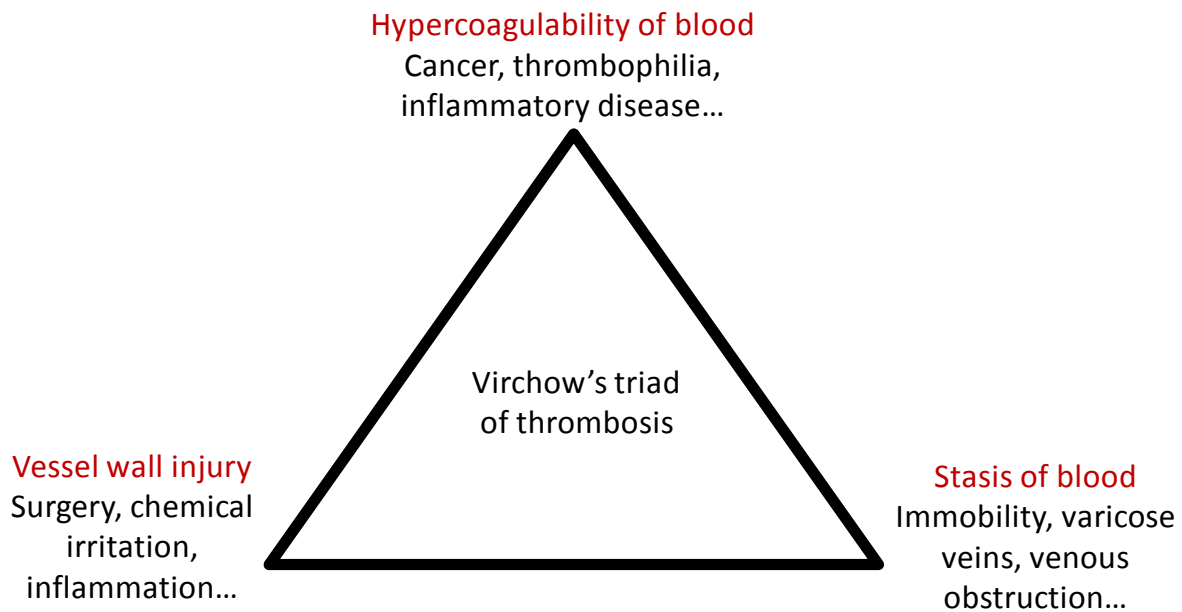 Hypercoagulability of blood
Cancer, thrombophilia,
inflammatory disease…
Virchow’s triad
of thrombosis
Vessel wall injury
Surgery, chemical
irritation,
inflammation…
Stasis of blood
Immobility, varicose
veins, venous
obstruction…